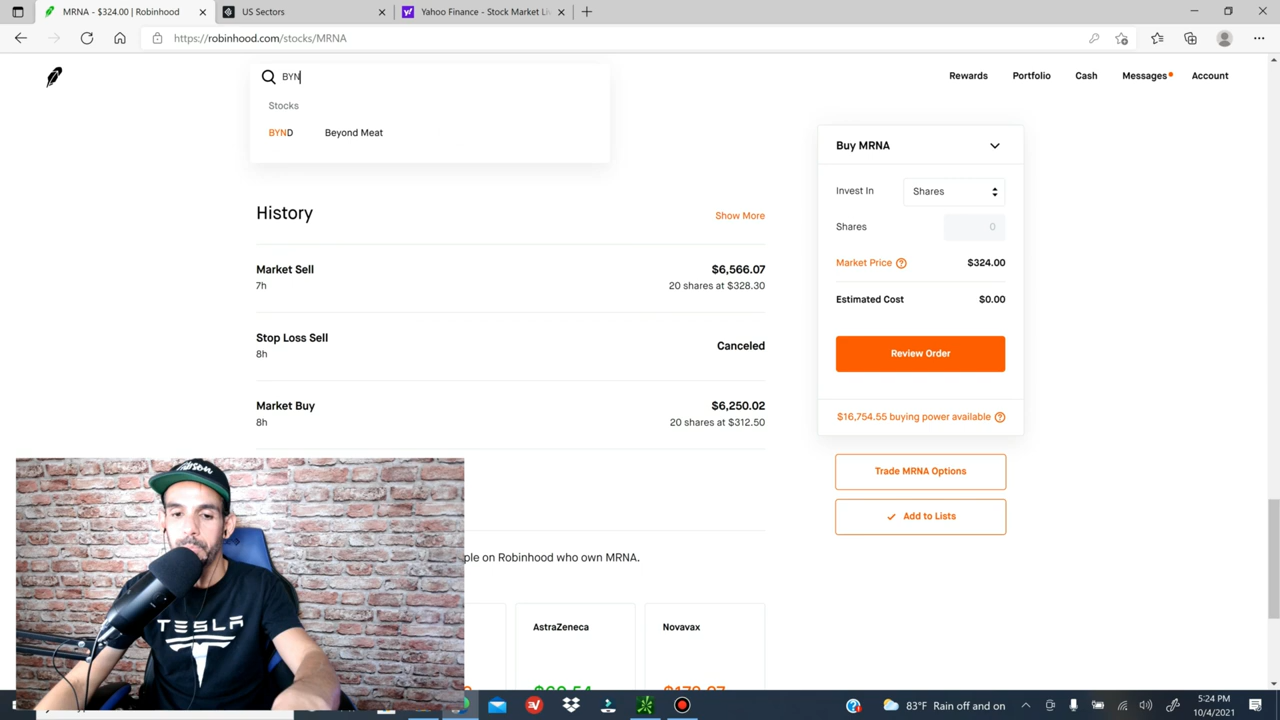 MRNA - $324.00 | Robinhood
US Sectors
Yahoo Finance - Stock Market Li
https://robinhood.com/stocks/MRNA
BYN
Rewards
Portfolio
Cash
Messages
Account
Stocks
BYND
Beyond Meat
Buy MRNA
Invest In
Shares
Shares
0
Market Price
$324.00
Estimated Cost
$0.00
Review Order
$16,754.55 buying power available
Trade MRNA Options
Add to Lists
History
Show More
Market Sell
$6,566.07
7h
20 shares at $328.30
Stop Loss Sell
Canceled
8h
Market Buy
$6,250.02
8h
20 shares at $312.50
ple on Robinhood who own MRNA.
AstraZeneca
Novavax
TESLA
83°F Rain off and on
5:24 PM
10/4/2021